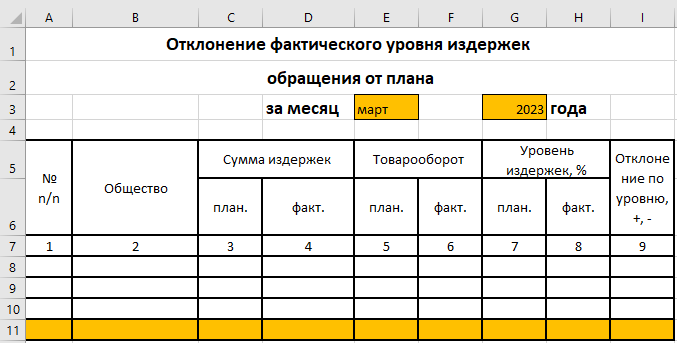 A B C D E F G H I
1 Отклонение фактического уровня издержек
2 обращения от плана
3 за месяц март 2023 года
4
5 № п/п Общество Сумма издержек Товарооборот Уровень издержек, % Отклоне ние по уровню, +, -
6 план. факт. план. факт. план. факт.
7 1 2 3 4 5 6 7 8 9
8
9
10
11